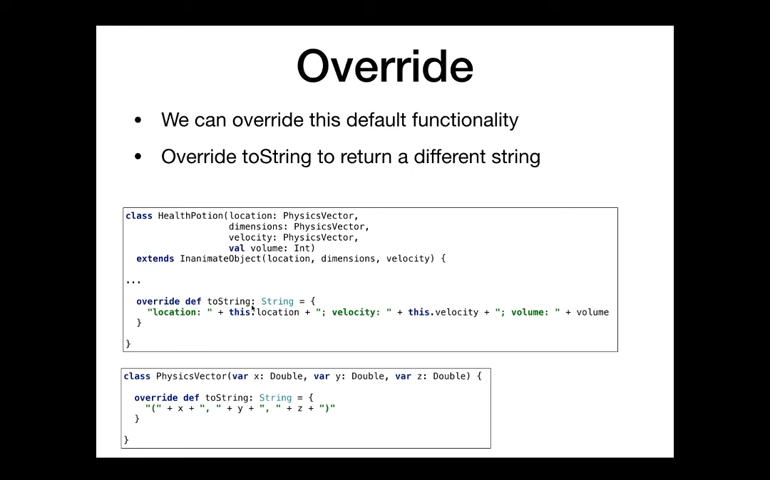 Override
• We can override this default functionality
• Override toString to return a different string
class HealthPotion(location: PhysicsVector,
dimensions: PhysicsVector,
velocity: PhysicsVector,
val volume: Int)
extends InanimateObject(location, dimensions, velocity) {
...
override def toString: String = {
"location: " + this.location + "; velocity: " + this.velocity + "; volume: " + volume
}
}
class PhysicsVector(var x: Double, var y: Double, var z: Double) {
override def toString: String = {
"(" + x + ", " + y + ", " + z + ")"
}
}